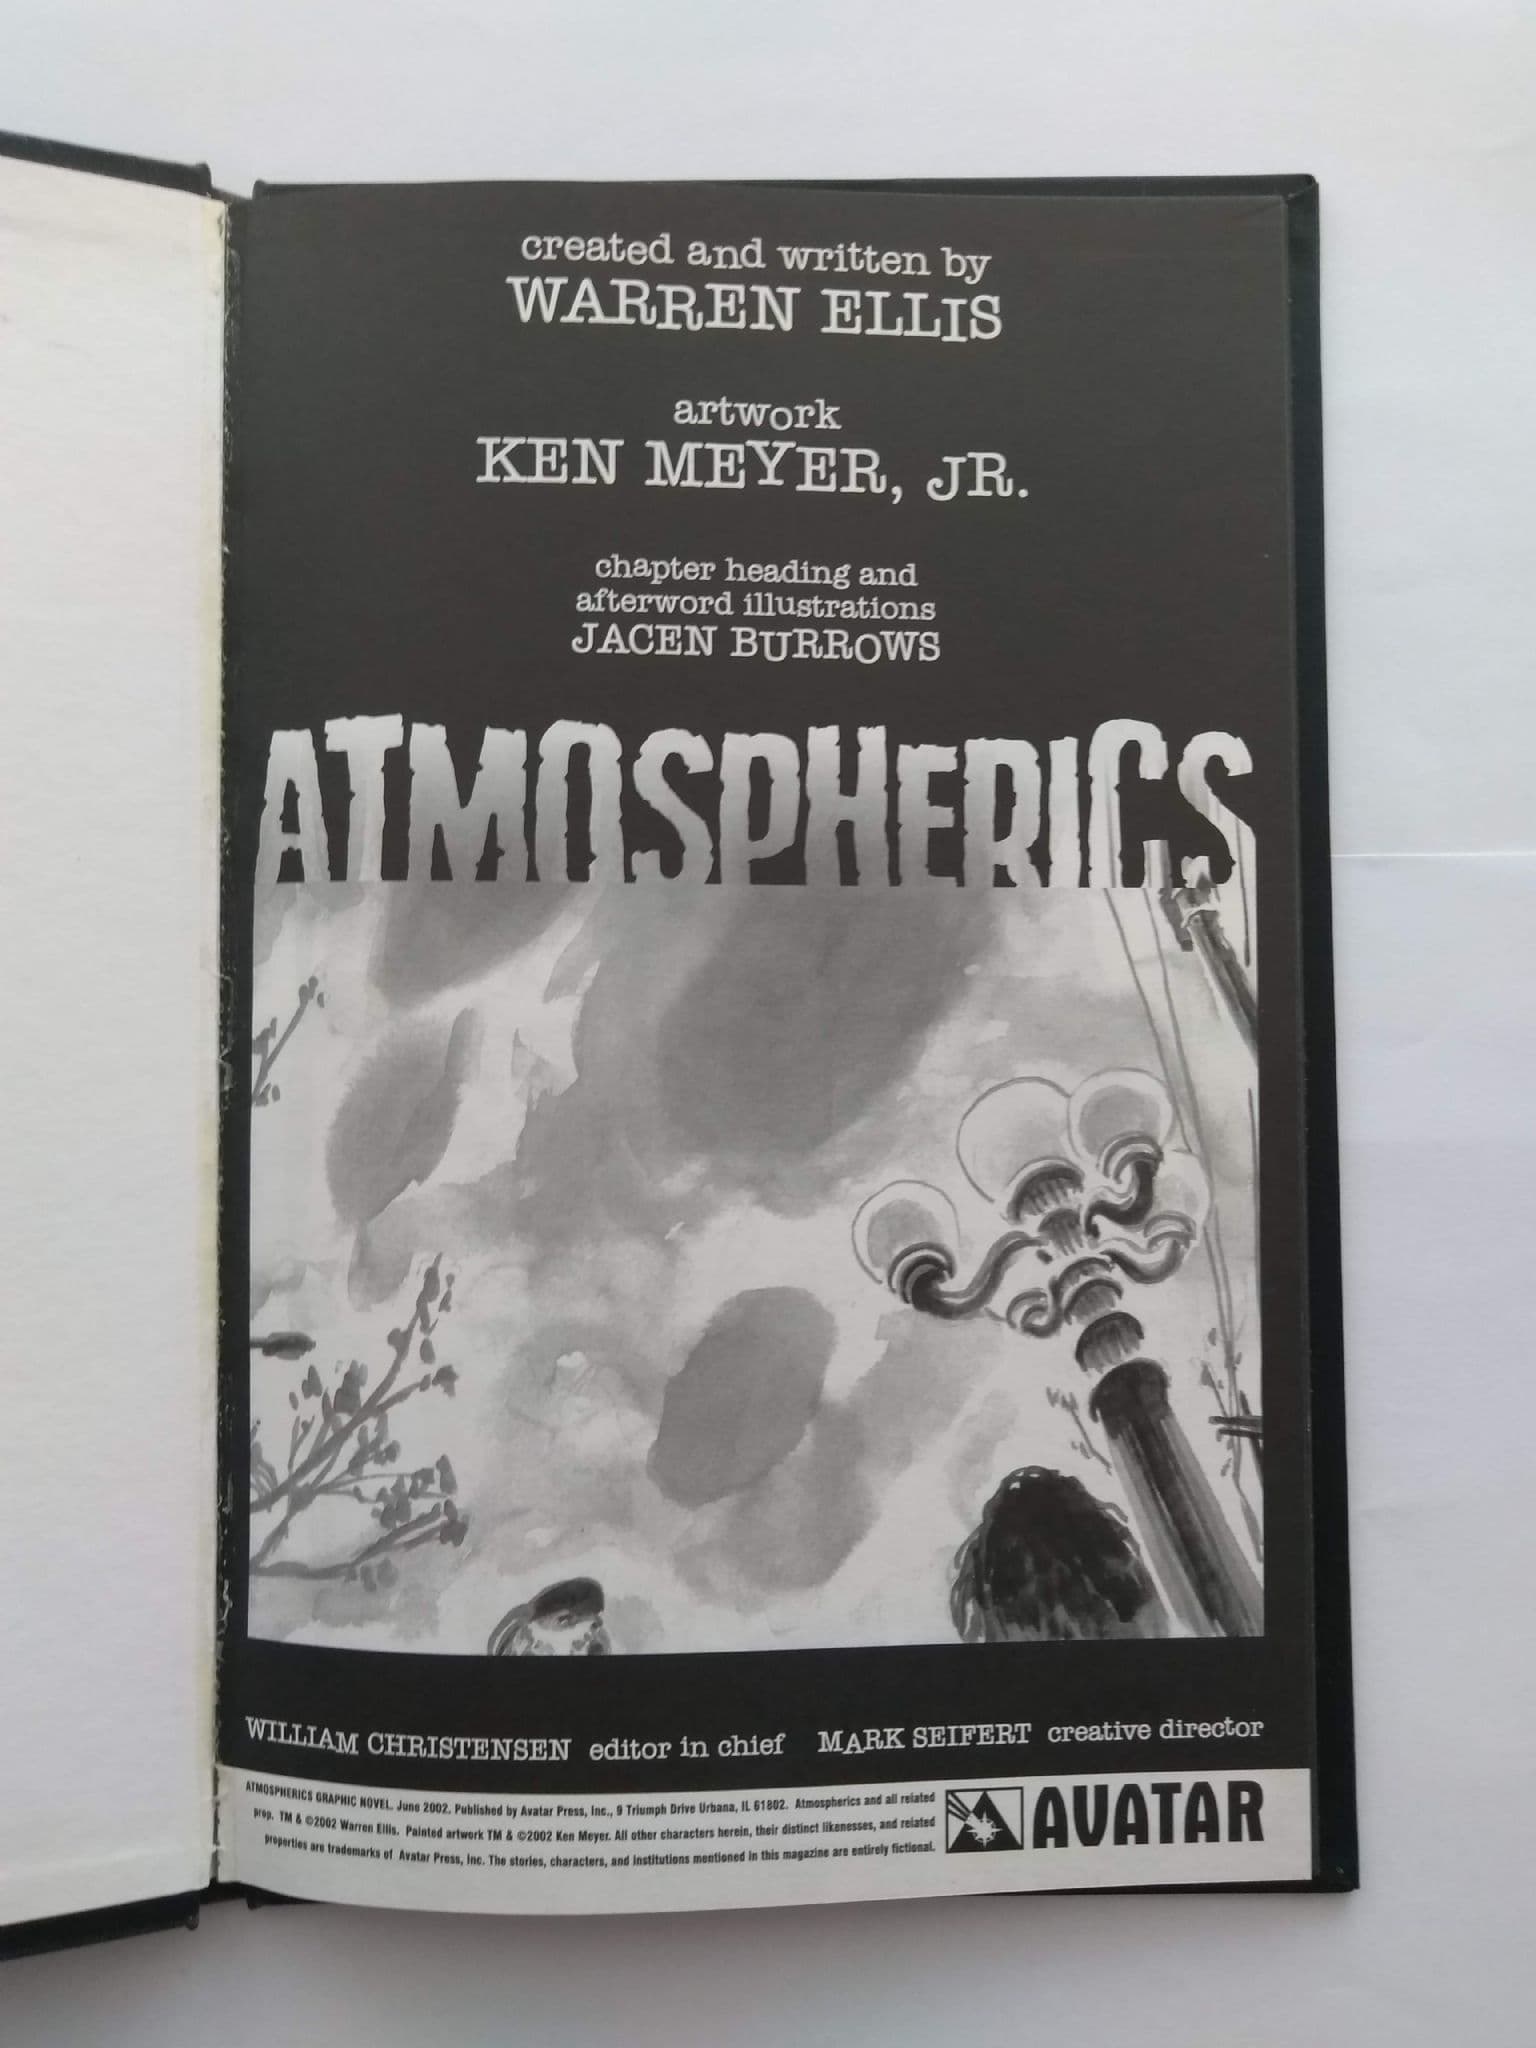 created and written by
WARREN ELLIS
artwork
KEN MEYER, JR.
chapter heading and
afterword illustrations
JACEN BURROWS
ATMOSPHERICS
WILLIAM CHRISTENSEN editor in chief MARK SEIFERT creative director
ATMOSPHERICS GRAPHIC NOVEL. June 2002. Published by Avatar Press, Inc., 9 Triumph Drive Urbana, IL 61802. Atmospherics and all related
prop. TM & ©2002 Warren Ellis. Painted artwork TM & ©2002 Ken Meyer. All other characters herein, their distinct likenesses, and related
properties are trademarks of Avatar Press, Inc. The stories, characters, and institutions mentioned in this magazine are entirely fictional.
AVATAR